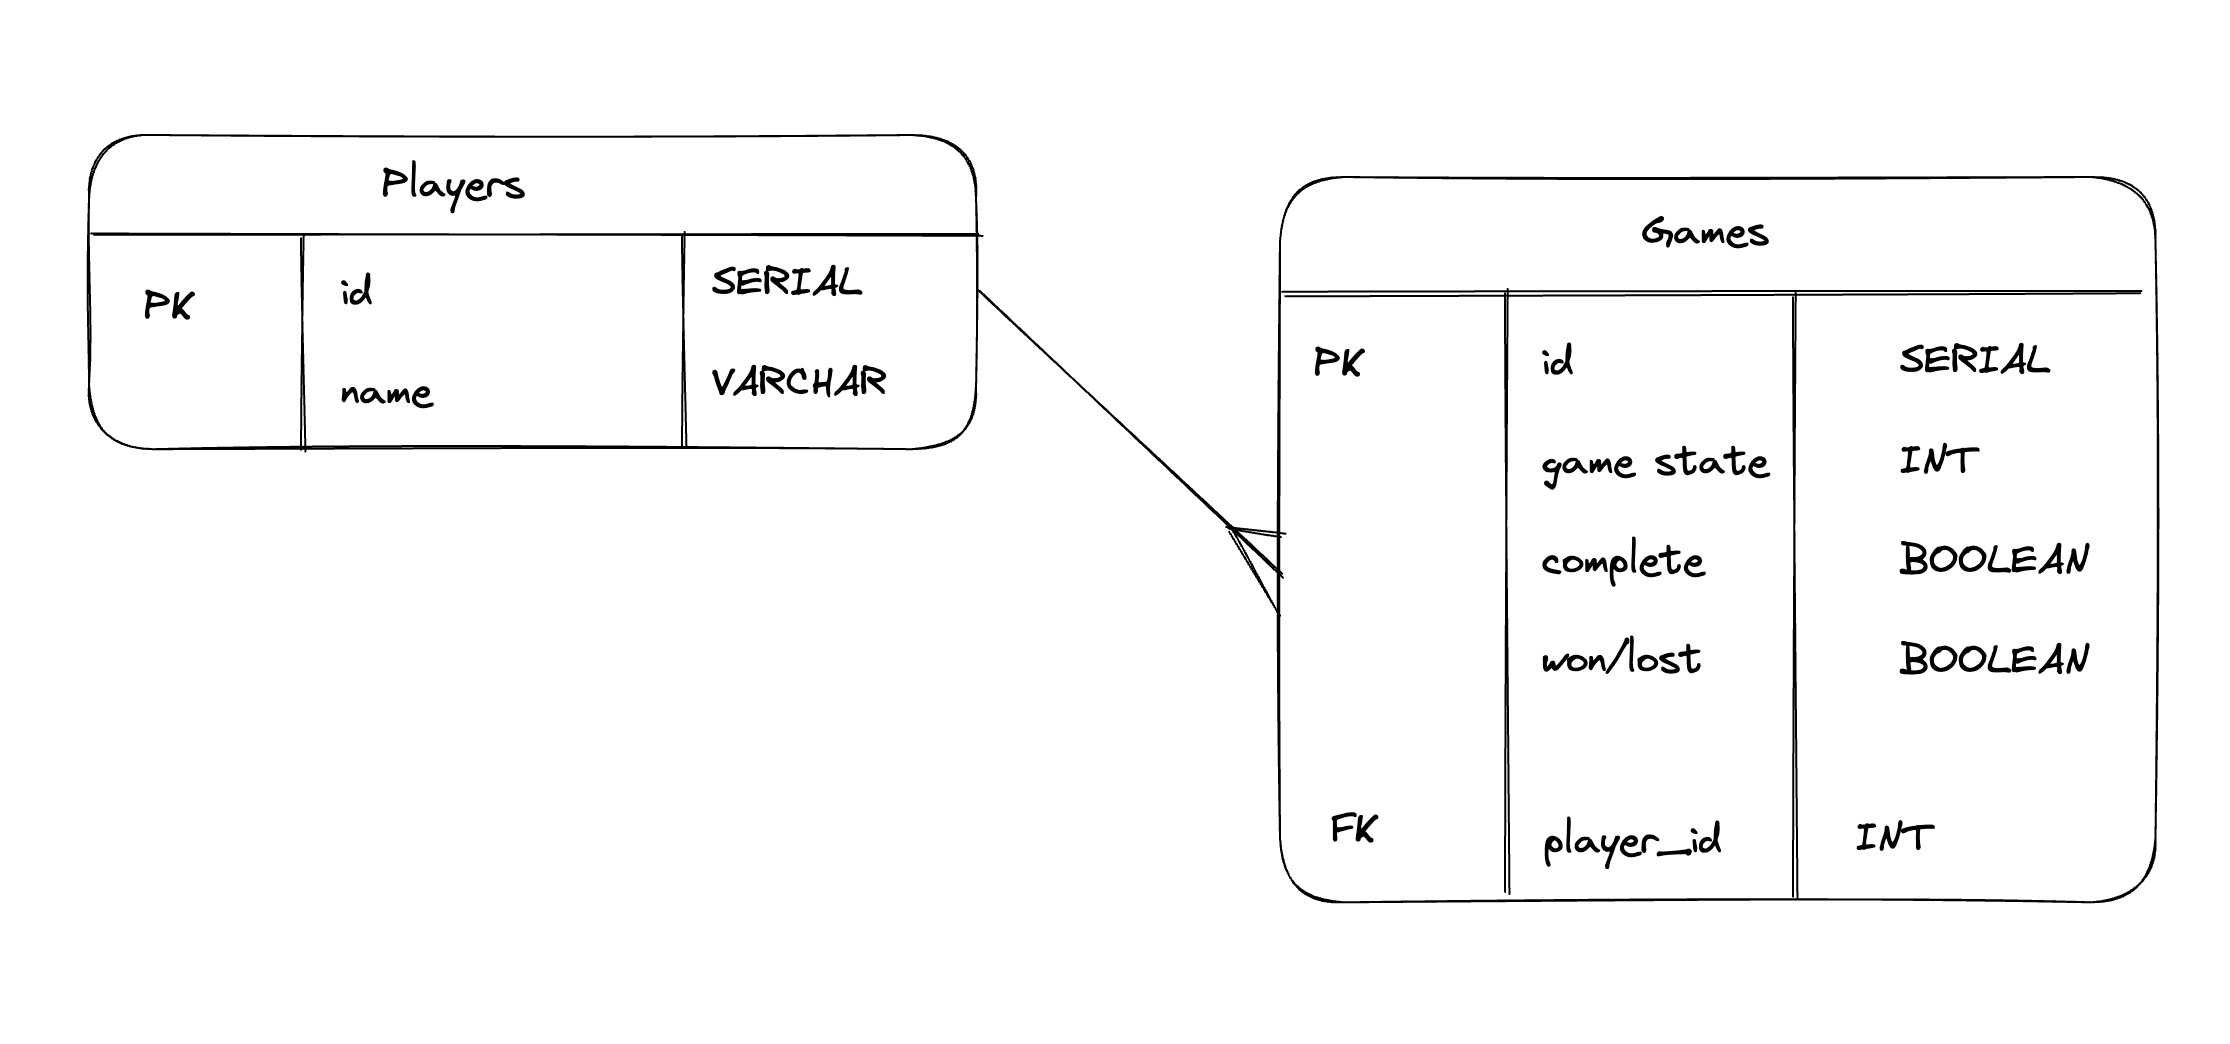 Players
PK id SERIAL
name VARCHAR
Games
PK id SERIAL
game state INT
complete BOOLEAN
won/lost BOOLEAN
FK player_id INT